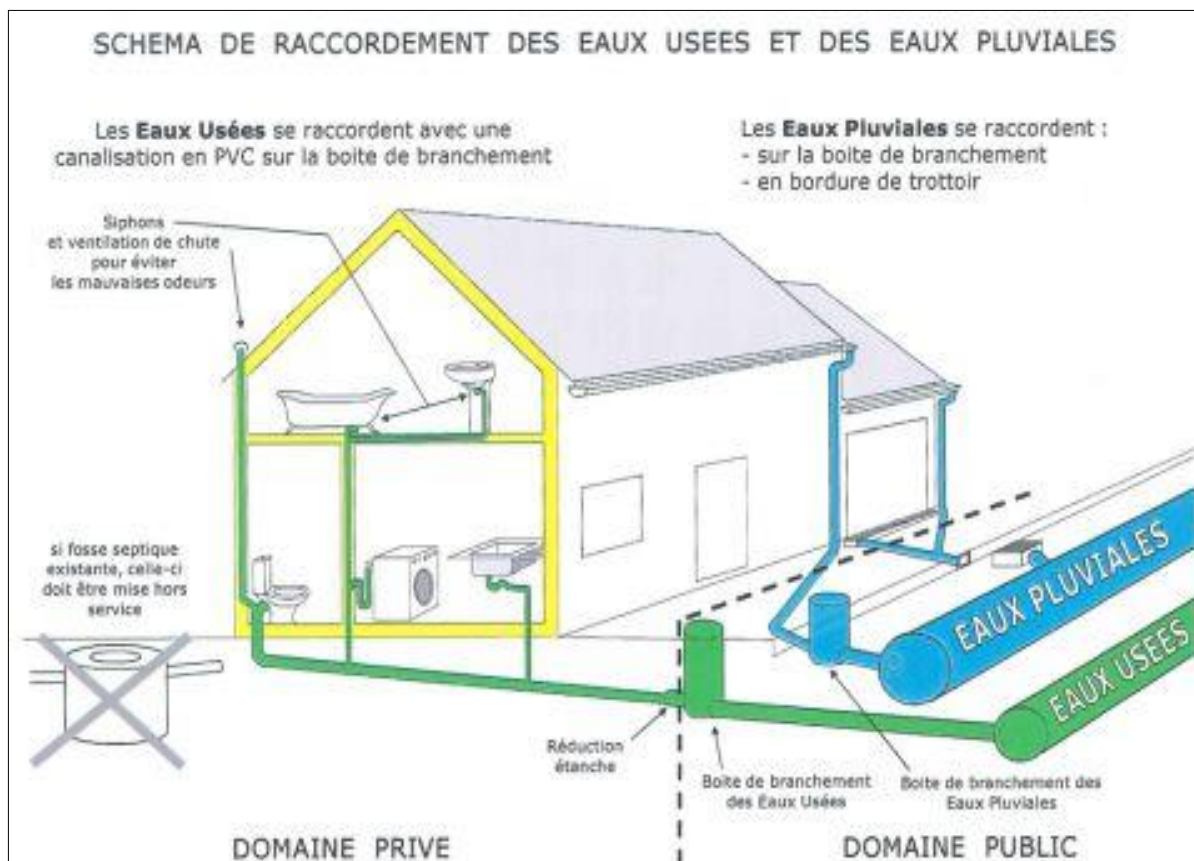 SCHEMA DE RACCORDEMENT DES EAUX USEES ET DES EAUX PLUVIALES
Les Eaux Usées se raccordent avec une
canalisation en PVC sur la boite de branchement
Les Eaux Pluviales se raccordent :
- sur la boite de branchement
- en bordure de trottoir
Siphons
et ventilation de chute
pour éviter
les mauvaises odeurs
si fosse septique
existante, celle-ci
doit être mise hors
service
EAUX PLUVIALES
EAUX USEES
Réduction
étanche
Boite de branchement
des Eaux Usées
Boite de branchement des
Eaux Pluviales
DOMAINE PRIVE
DOMAINE PUBLIC